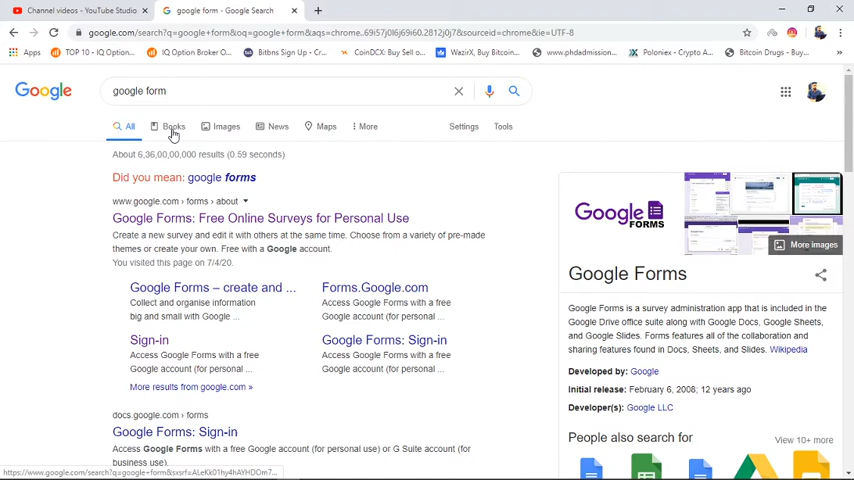 Channel videos - YouTube Studio
google form - Google Search
google.com/search?q=google+form&oq=google+form&aqs=chrome..69i57j0l6j69i60.2812j0j7&sourceid=chrome&ie=UTF-8
Apps
TOP 10 - IQ Option...
IQ Option Broker O...
Bitbns Sign Up - Cr...
CoinDCX: Buy Sell o...
WazirX, Buy Bitcoin...
www.phdadmission...
Poloniex - Crypto A...
Bitcoin Drugs - Buy...
Google
google form
All
Books
Images
News
Maps
More
Settings
Tools
About 6,36,00,00,000 results (0.59 seconds)
Did you mean: google forms
www.google.com › forms › about
Google Forms: Free Online Surveys for Personal Use
Create a new survey and edit it with others at the same time. Choose from a variety of pre-made
themes or create your own. Free with a Google account.
You visited this page on 7/4/20.
Google Forms – create and ...
Collect and organise information
big and small with Google ...
Forms.Google.com
Access Google Forms with a free
Google account (for personal ...
Sign-in
Access Google Forms with a free
Google account (for personal ...
Google Forms: Sign-in
Access Google Forms with a free
Google account (for personal ...
More results from google.com »
docs.google.com › forms
Google Forms: Sign-in
Access Google Forms with a free Google account (for personal use) or G Suite account (for
business use).
Google
FORMS
More images
Google Forms
Google Forms is a survey administration app that is included in the
Google Drive office suite along with Google Docs, Google Sheets,
and Google Slides. Forms features all of the collaboration and
sharing features found in Docs, Sheets, and Slides. Wikipedia
Developed by: Google
Initial release: February 6, 2008; 12 years ago
Developer(s): Google LLC
People also search for
View 10+ more